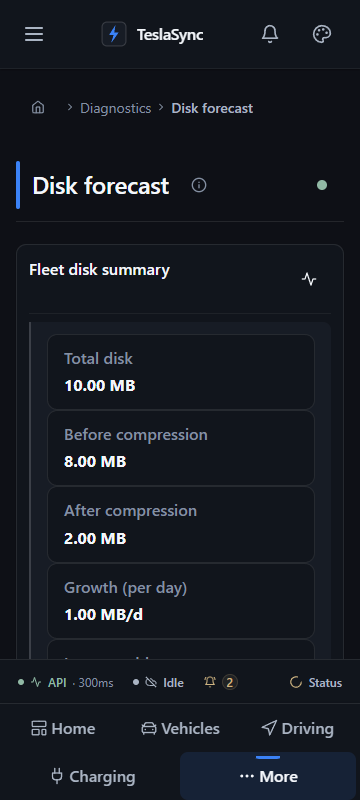 TeslaSync
Diagnostics
Disk forecast
Disk forecast
Fleet disk summary
Total disk
10.00 MB
Before compression
8.00 MB
After compression
2.00 MB
Growth (per day)
1.00 MB/d
API · 300ms
Idle
2
Status
Home
Vehicles
Driving
Charging
More